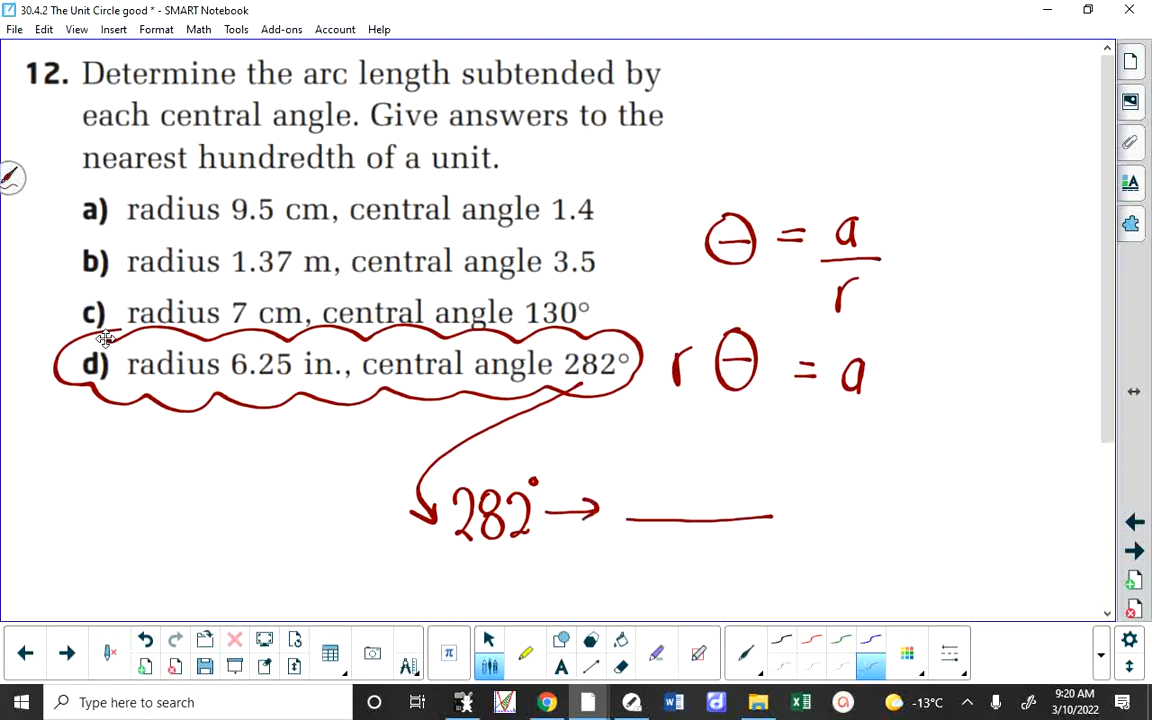 30.4.2 The Unit Circle good * - SMART Notebook
File Edit View Insert Format Math Tools Add-ons Account Help
12. Determine the arc length subtended by
each central angle. Give answers to the
nearest hundredth of a unit.
a) radius 9.5 cm, central angle 1.4
b) radius 1.37 m, central angle 3.5
c) radius 7 cm, central angle 130°
d) radius 6.25 in., central angle 282°
θ = a/r
r θ = a
282° →
Type here to search
-13°C
9:20 AM
3/10/2022